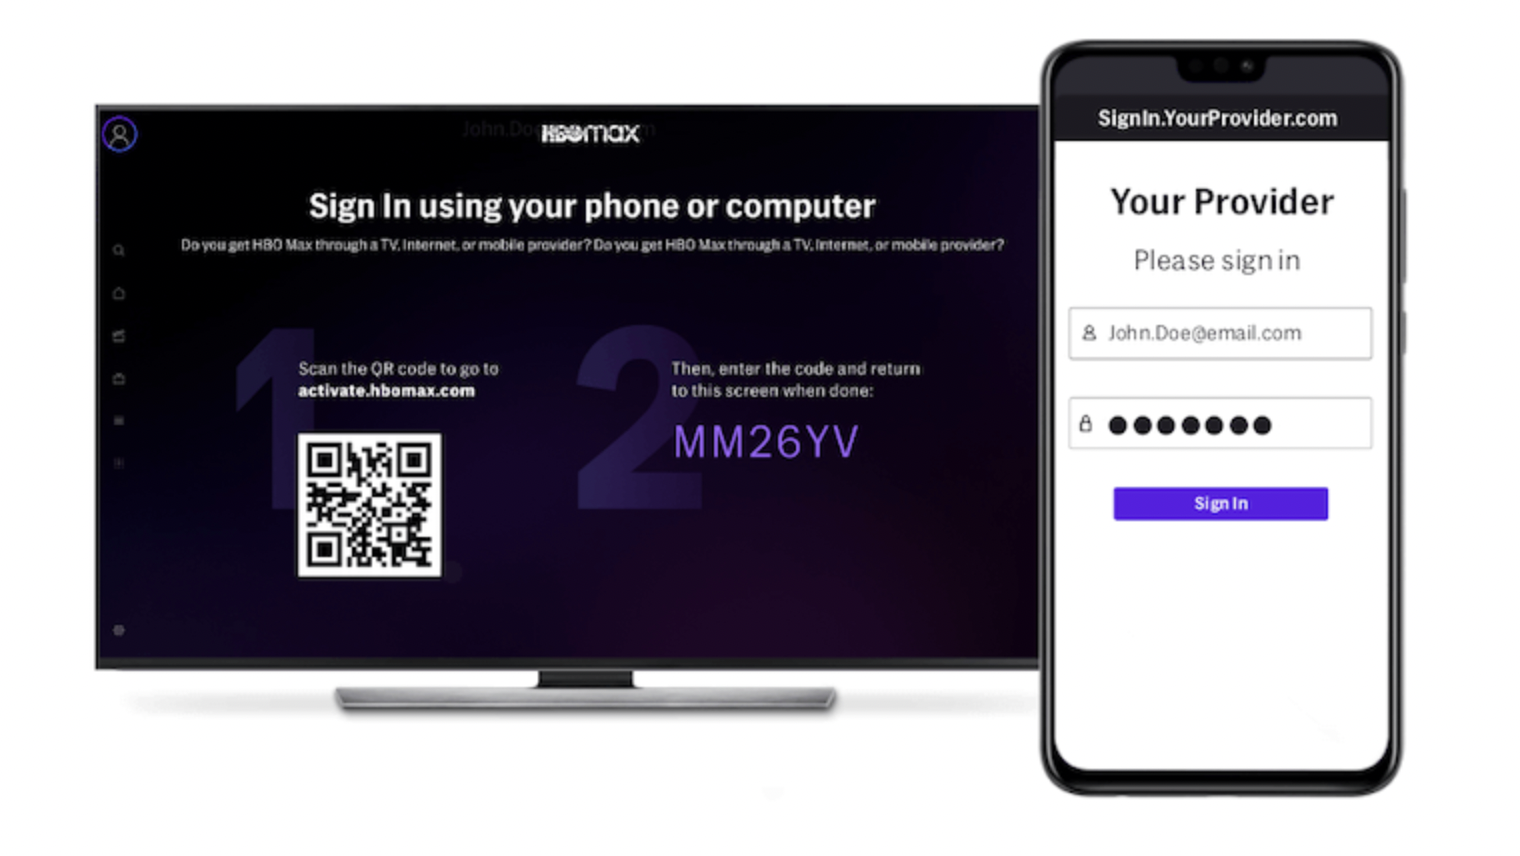 HBOmax
Sign In using your phone or computer
Do you get HBO Max through a TV, Internet, or mobile provider? Do you get HBO Max through a TV, Internet, or mobile provider?
1
Scan the QR code to go to
activate.hbomax.com
2
Then, enter the code and return
to this screen when done:
MM26YV
SignIn.YourProvider.com
Your Provider
Please sign in
John.Doe@email.com
Sign In